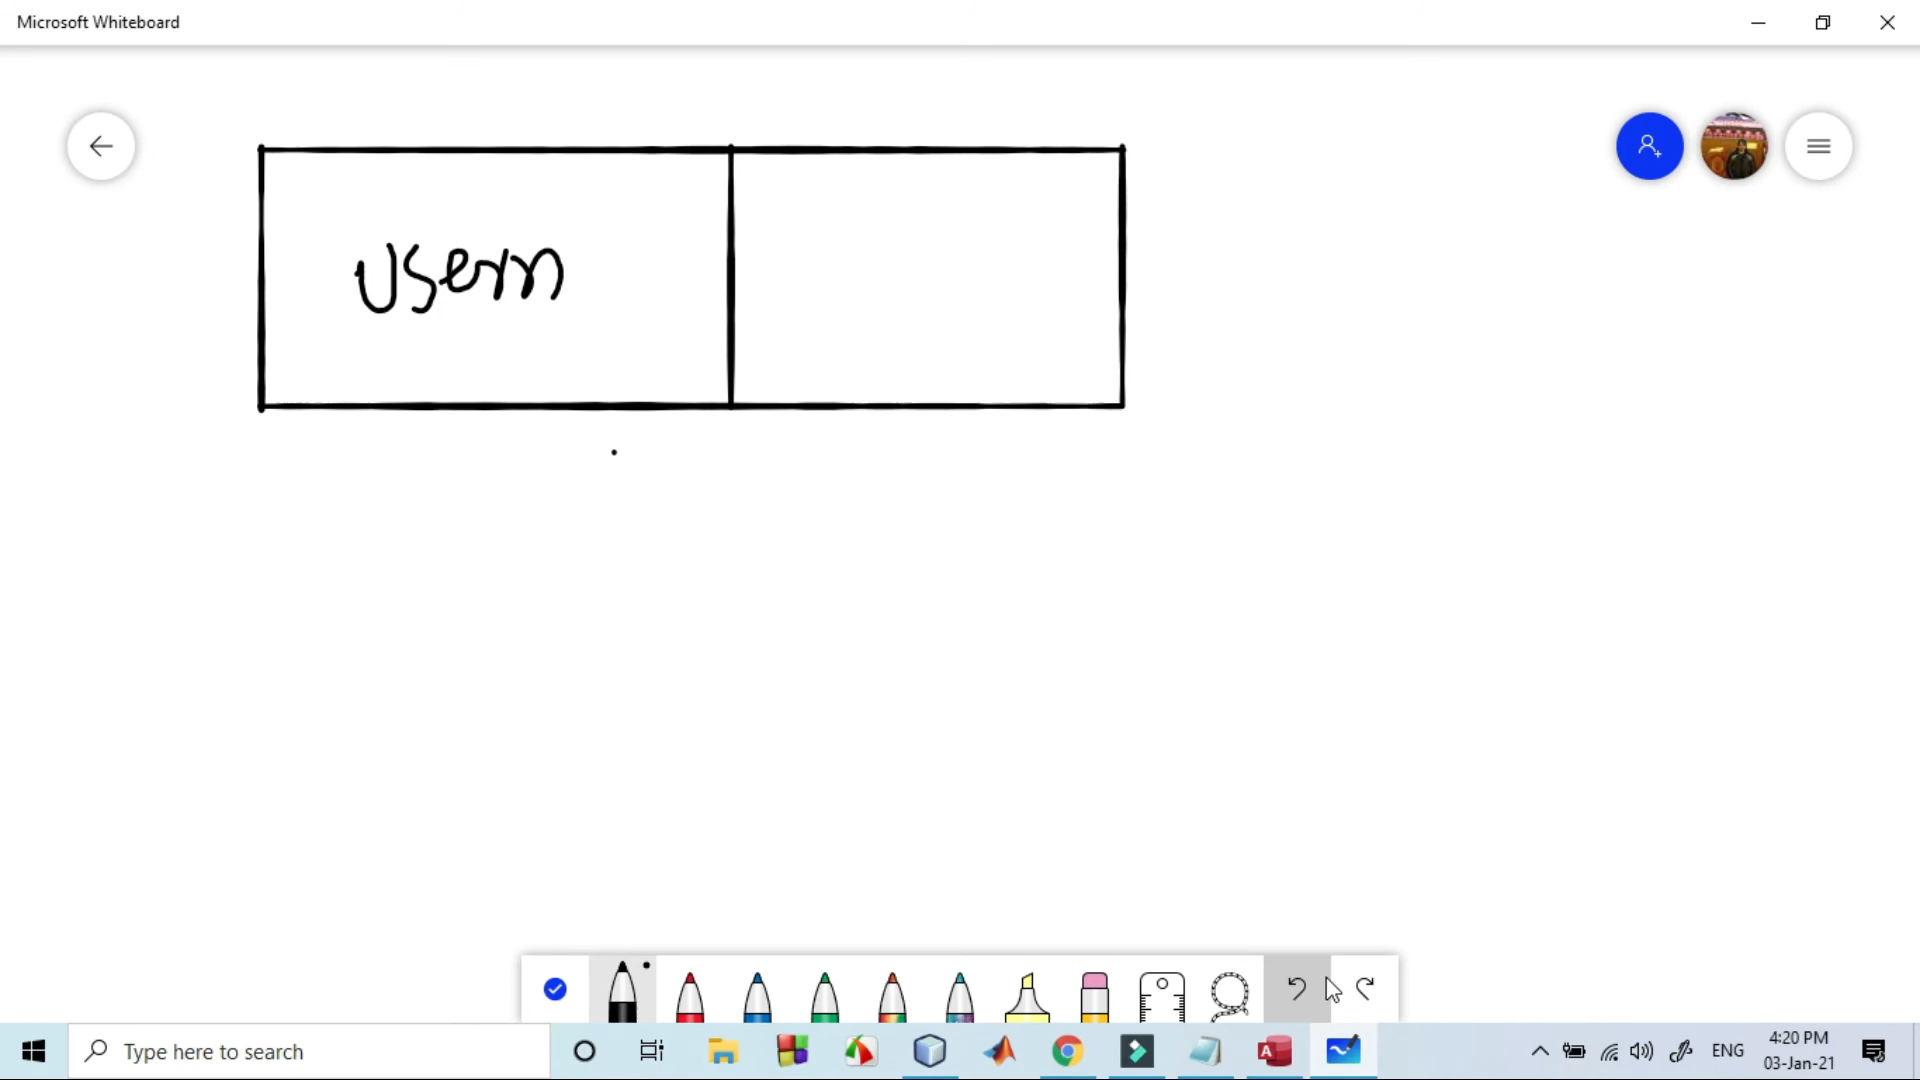 Microsoft Whiteboard
Usern
Type here to search
ENG
4:20 PM
03-Jan-21